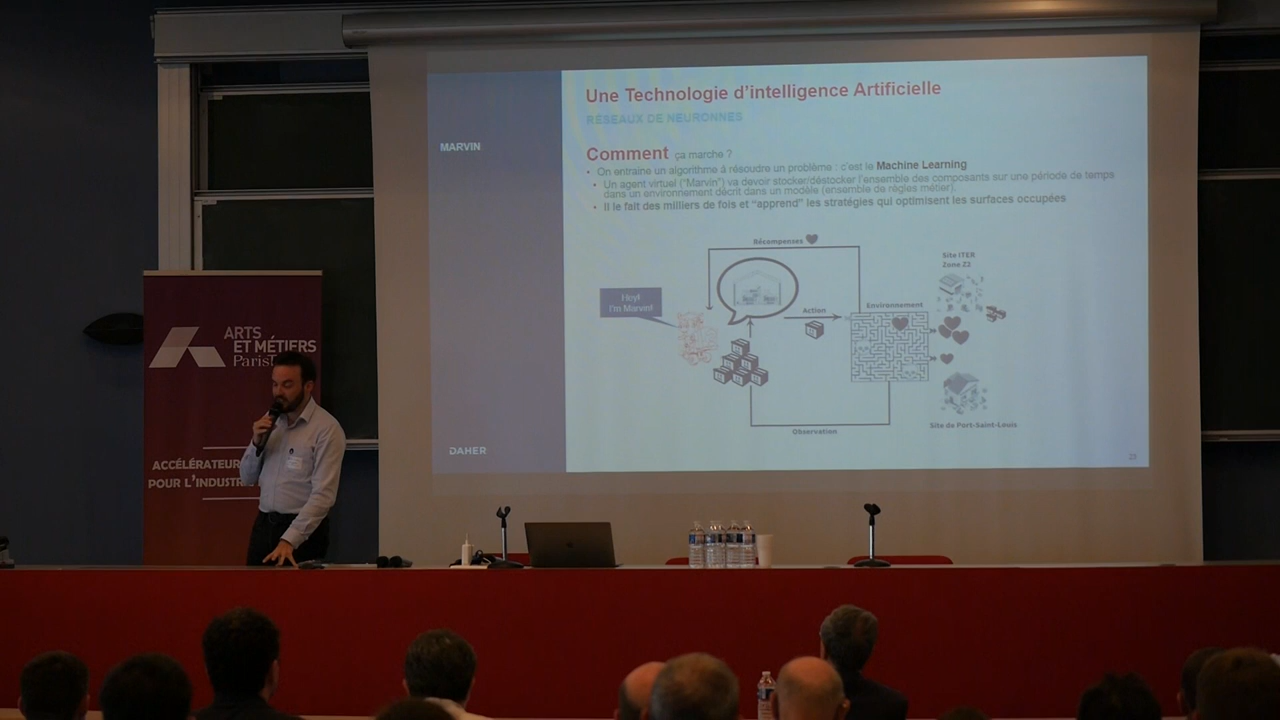 Une Technologie d'intelligence Artificielle
RESEAUX DE NEURONNES
MARVIN
Comment ça marche ?
• On entraine un algorithme à résoudre un problème : c'est le Machine Learning
• Un agent virtuel ("Marvin") va devoir stocker/déstocker l'ensemble des composants sur une période de temps
dans un environnement décrit dans un modèle (ensemble de règles métier).
• Il le fait des milliers de fois et "apprend" les stratégies qui optimisent les surfaces occupées
Récompenses
Site ITER
Zone Z2
Hey!!
I'm Marvin!
Action
Environnement
Observation
Site de Port-Saint-Louis
DAHER
23
ARTS
ET MÉTIERS
ACCÉLÉRATEUR
POUR L'INDUSTRIE